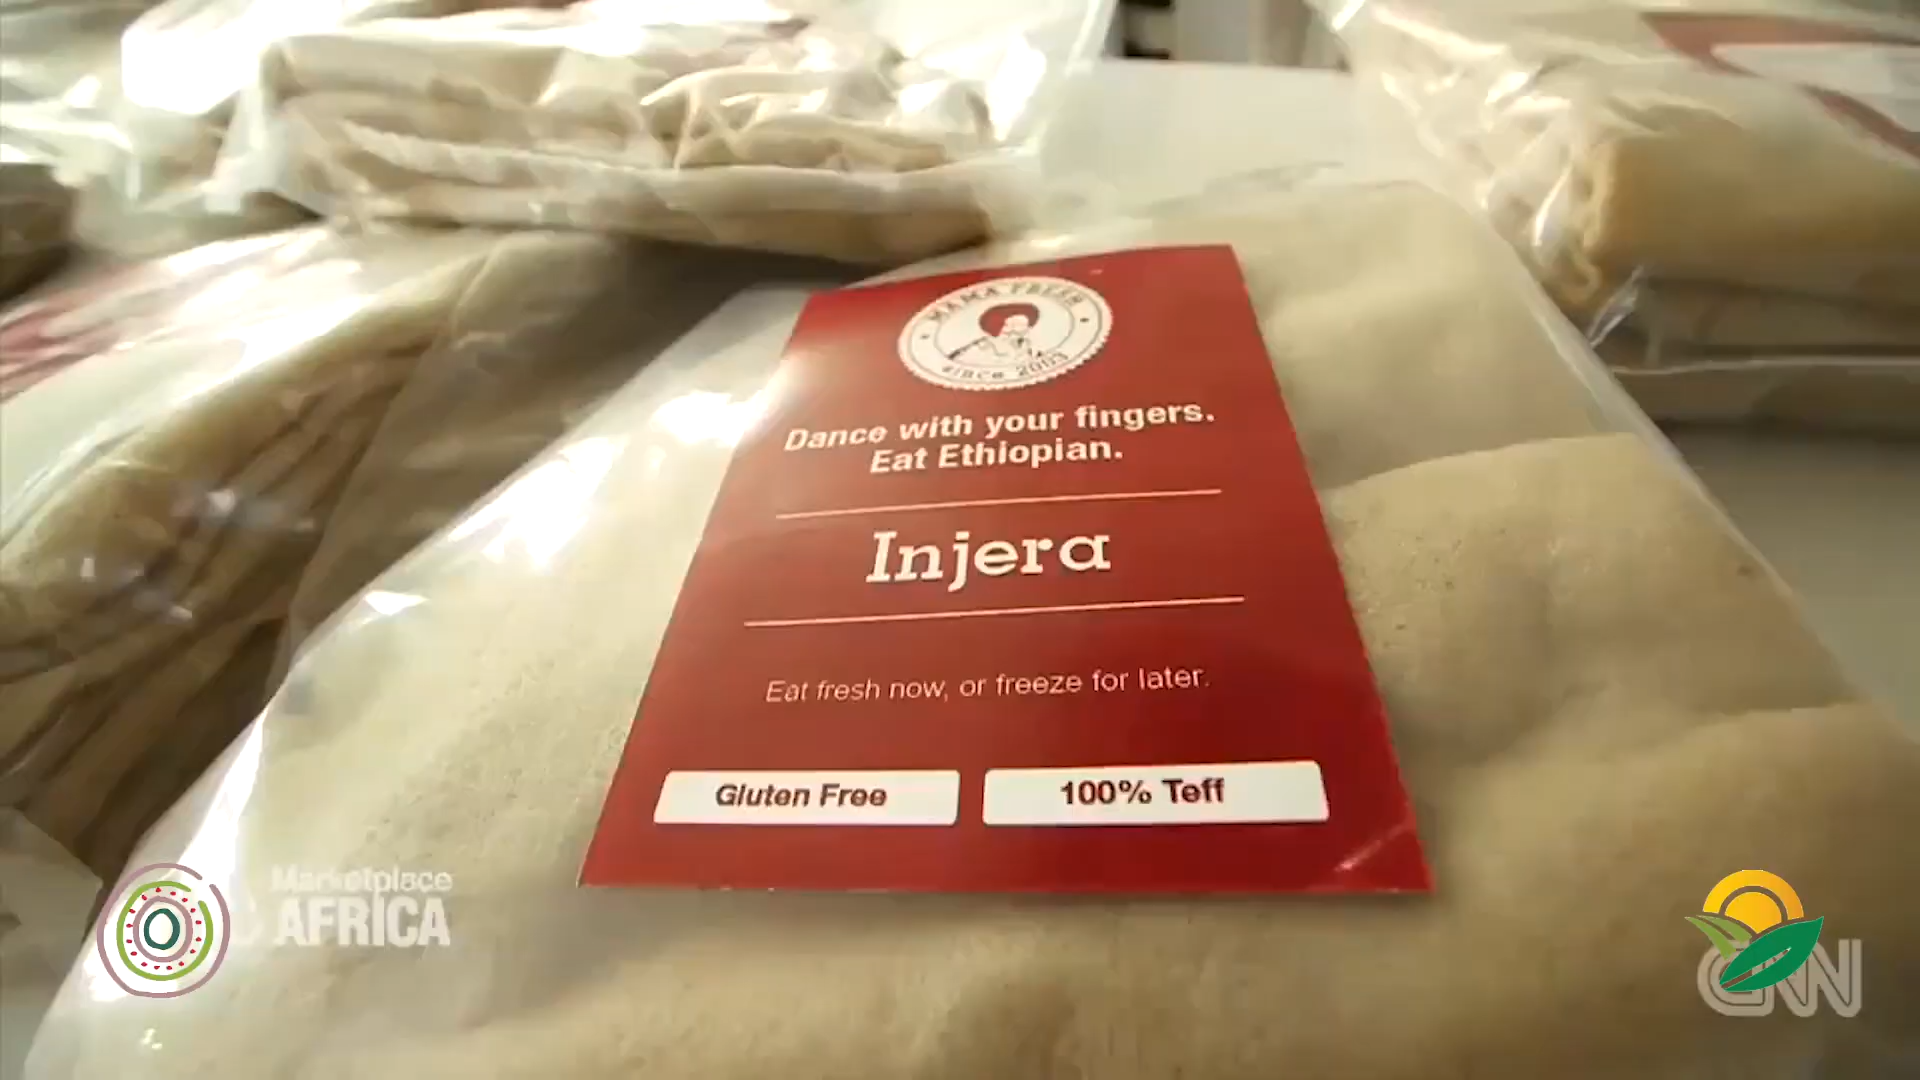 MAMA FRESH
since 2003
Dance with your fingers.
Eat Ethiopian.
Injera
Eat fresh now, or freeze for later.
Gluten Free
100% Teff
Marketplace
AFRICA
CNN